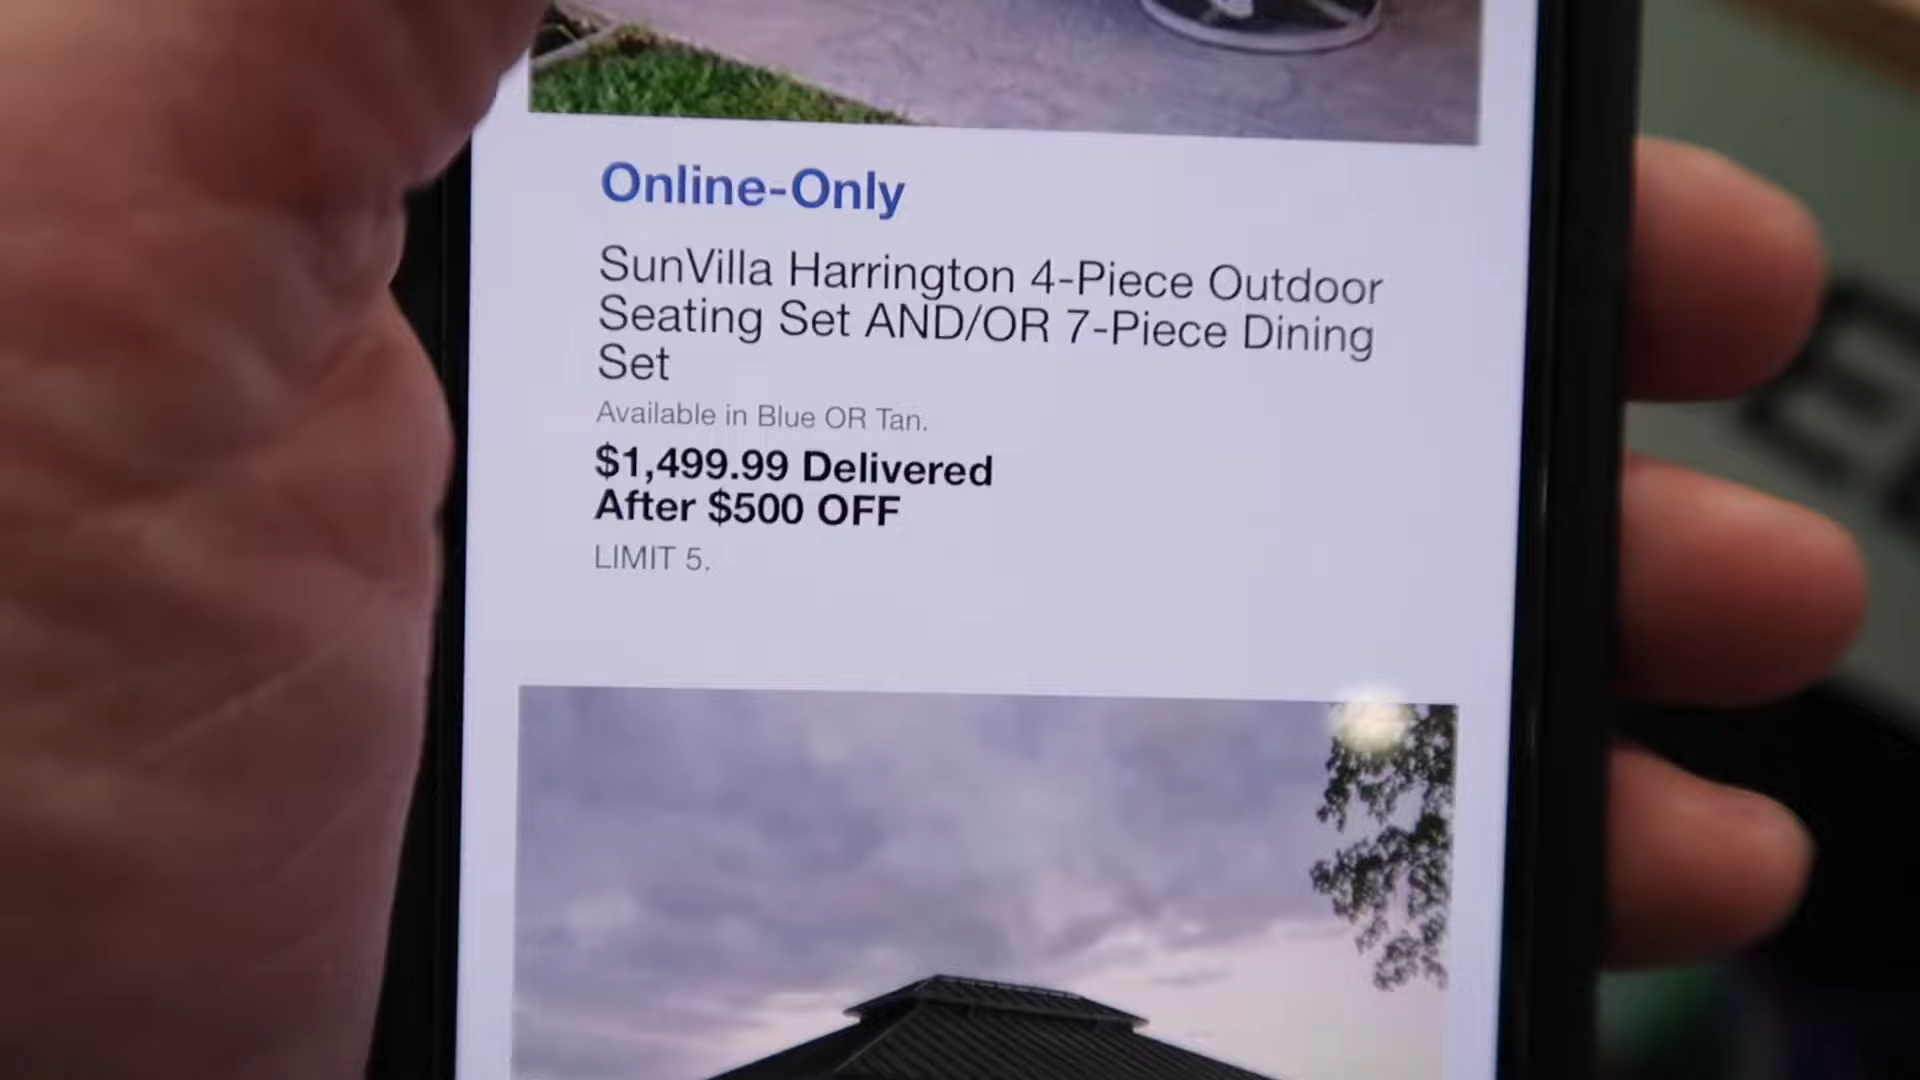 Online-Only
SunVilla Harrington 4-Piece Outdoor
Seating Set AND/OR 7-Piece Dining
Set
Available in Blue OR Tan.
$1,499.99 Delivered
After $500 OFF
LIMIT 5.